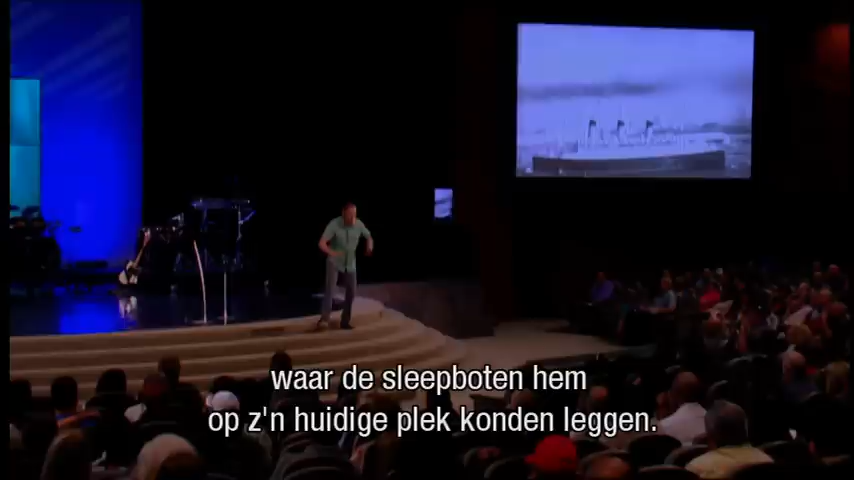 waar de sleepboten hem
op z'n huidige plek konden leggen.